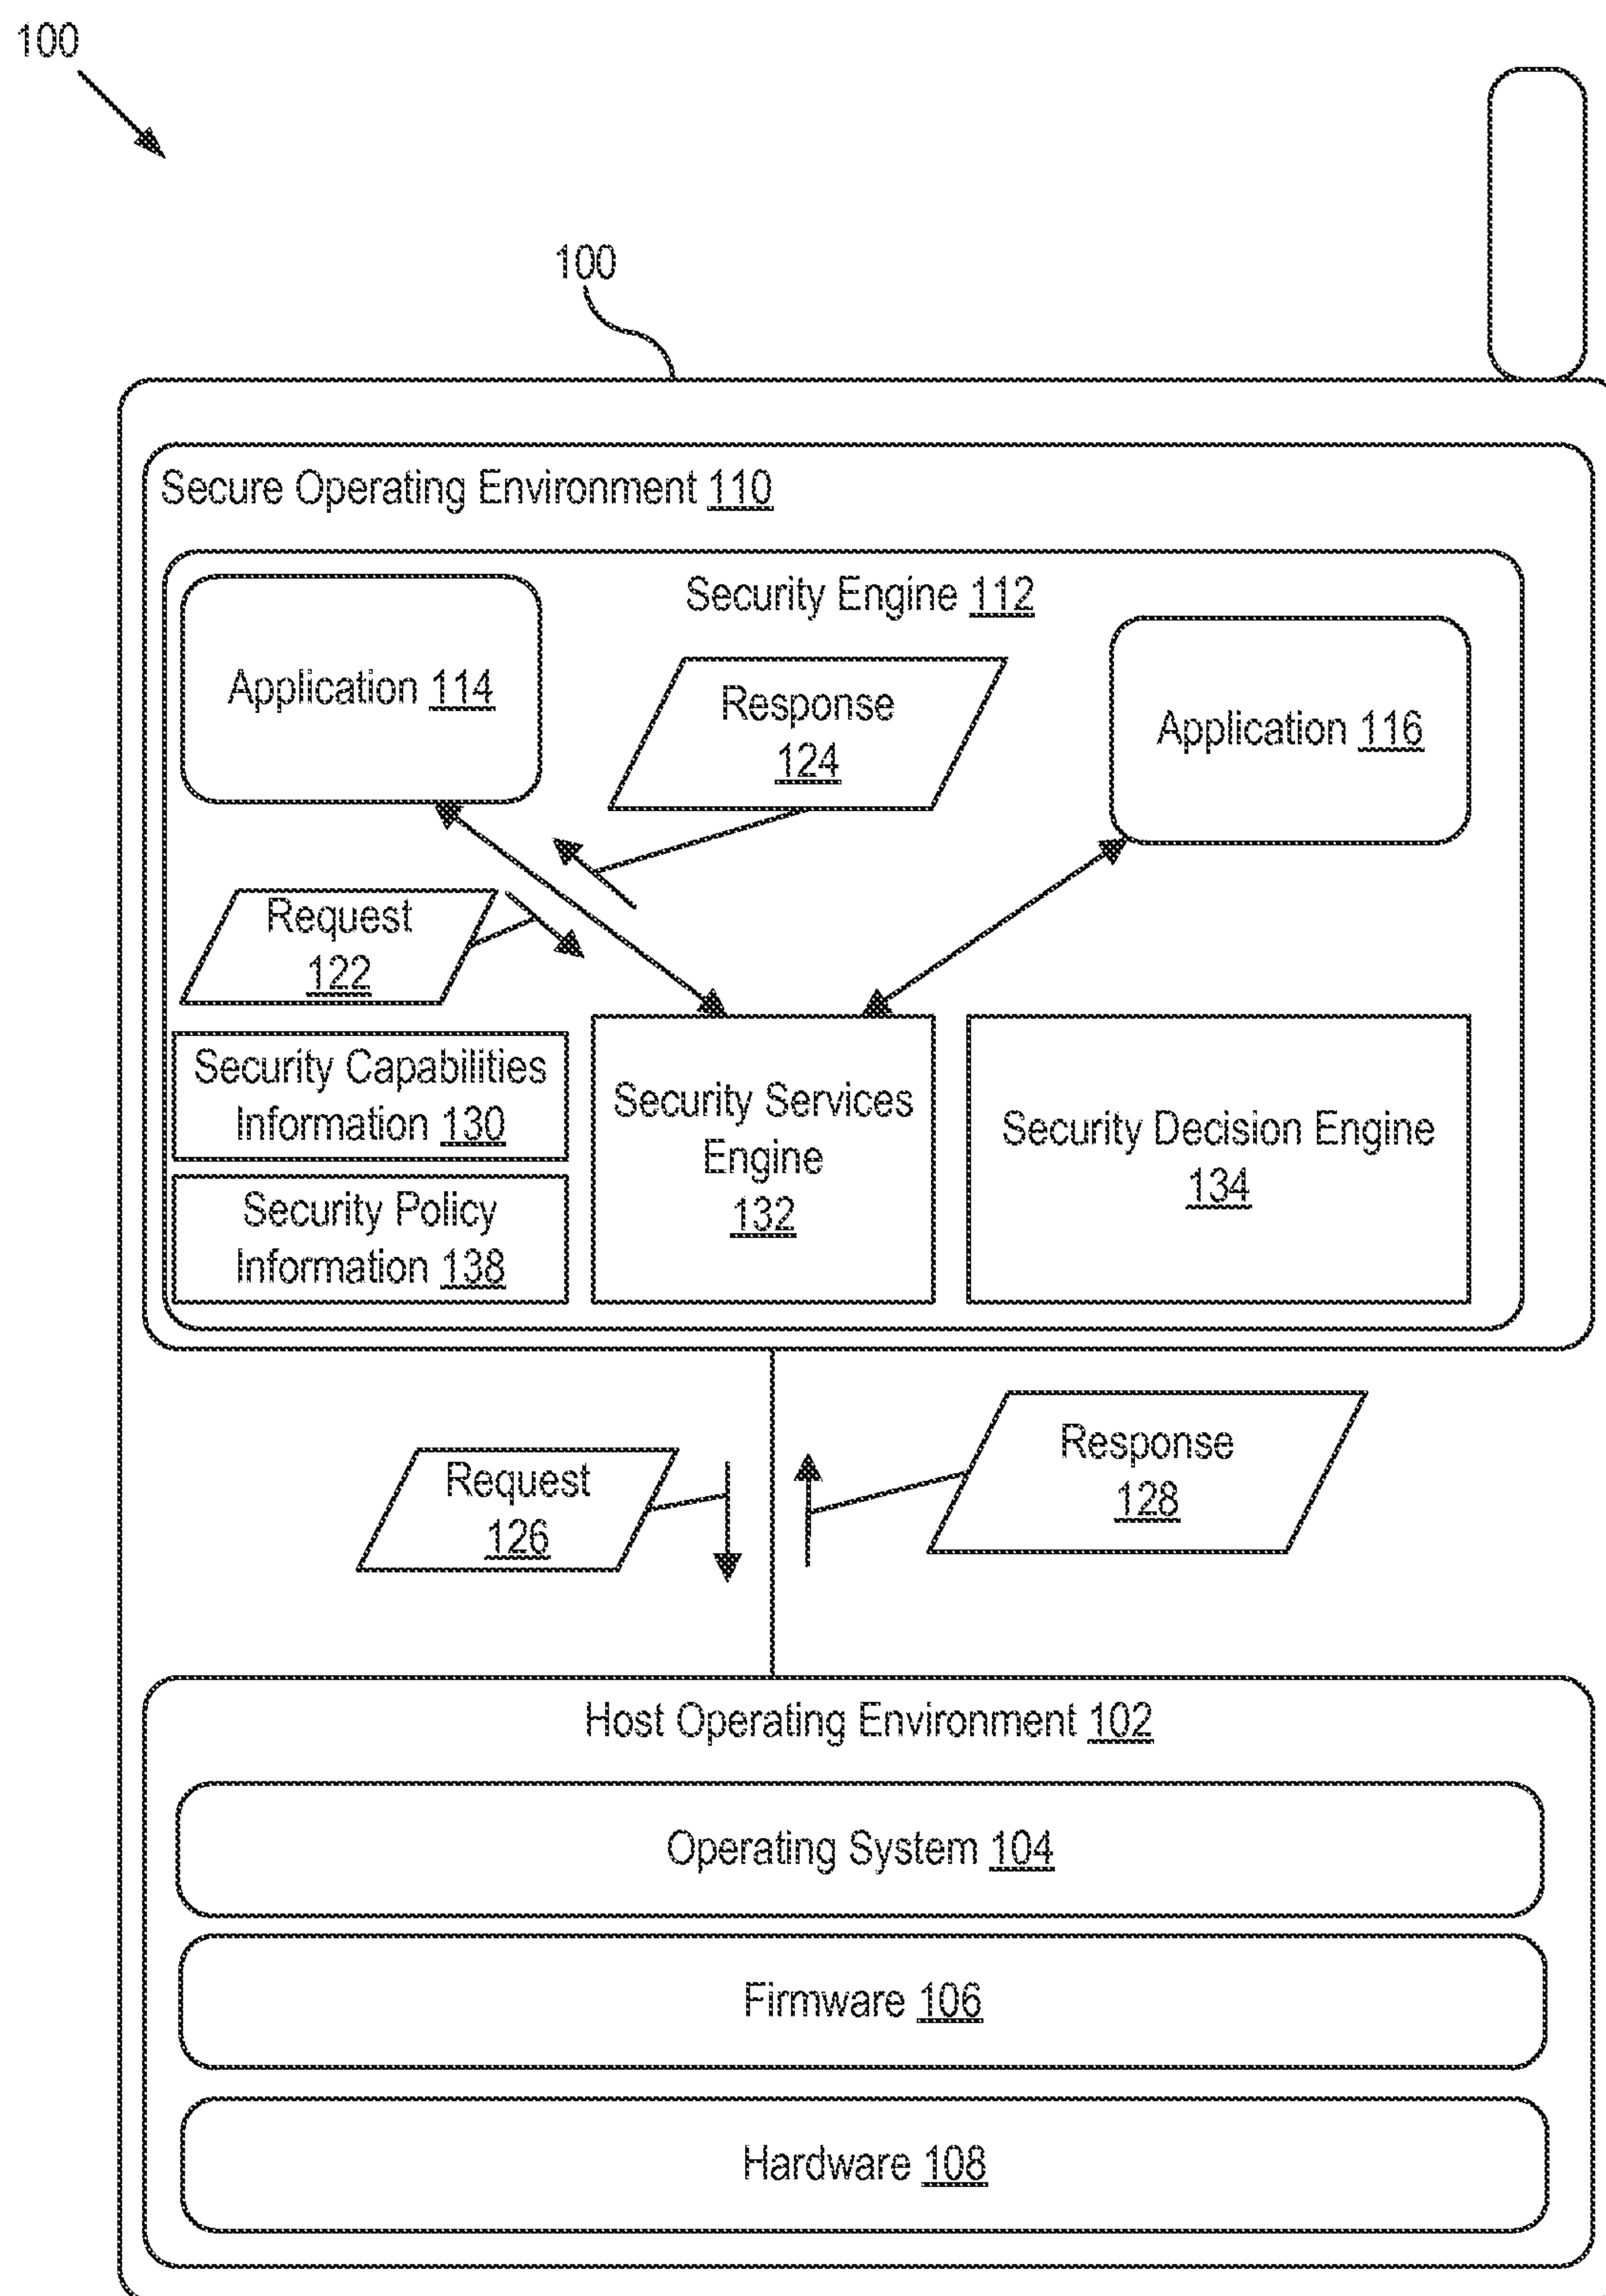 100
100
Secure Operating Environment 110
Security Engine 112
Application 114
Response
124
Application 116
Request
122
Security Capabilities
Information 130
Security Policy
Information 138
Security Services
Engine
132
Security Decision Engine
134
Request
126
Response
128
Host Operating Environment 102
Operating System 104
Firmware 106
Hardware 108